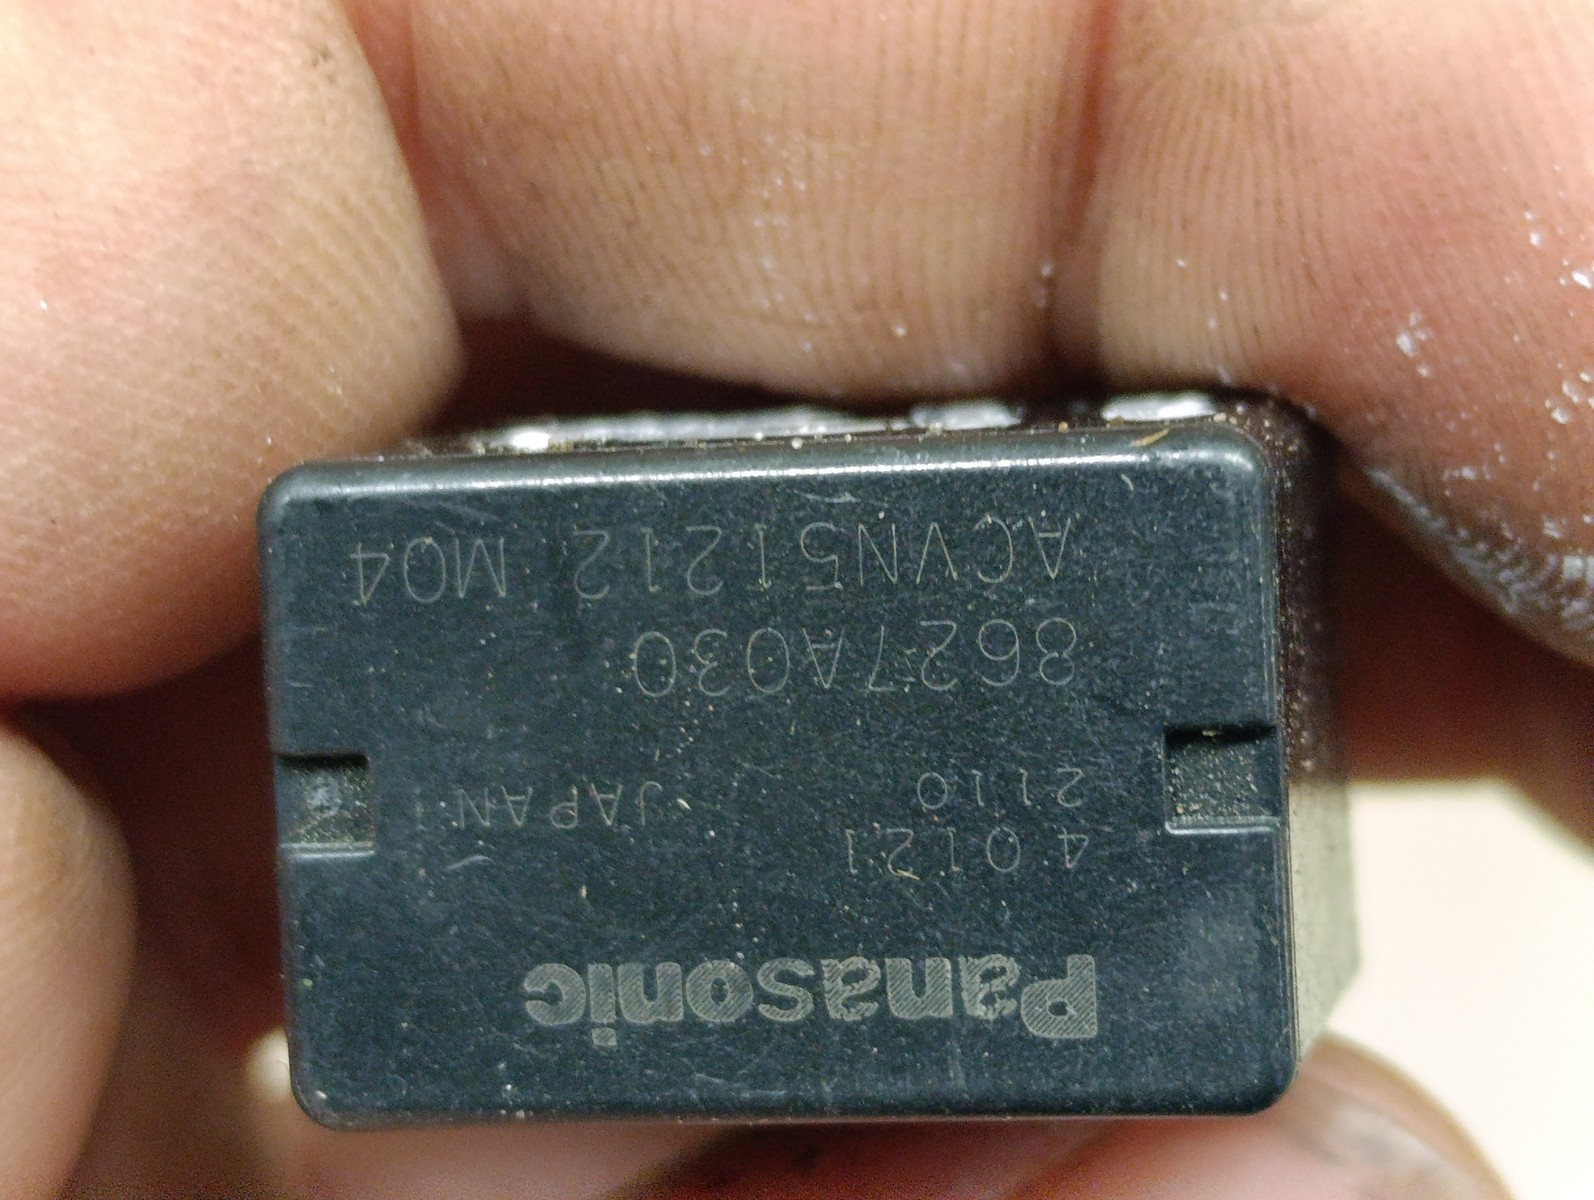 Panasonic
40121
2110 JAPAN
8627A030
ACVN51212 M04